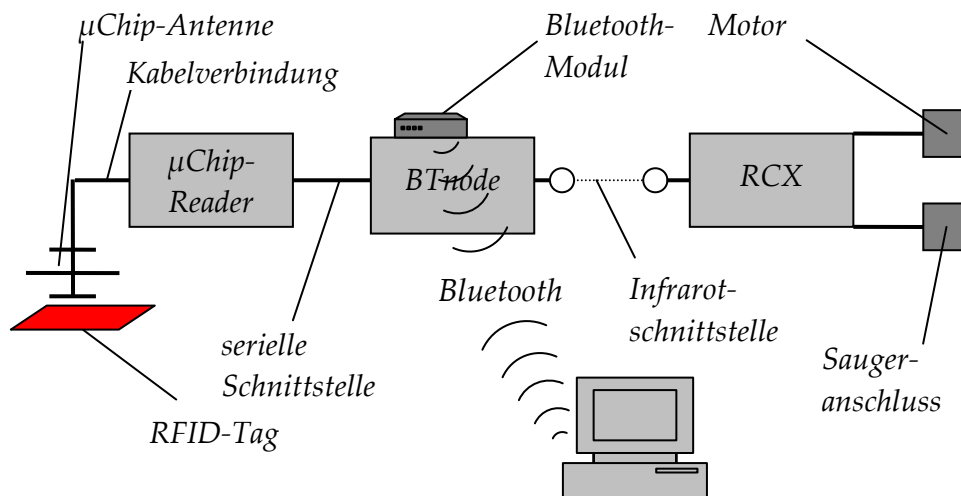 µChip-Antenne
Kabelverbindung
Bluetooth-
Modul
Motor
µChip-
Reader
BTnode
RCX
Bluetooth
Infrarot-
schnittstelle
serielle
Schnittstelle
Sauger-
anschluss
RFID-Tag